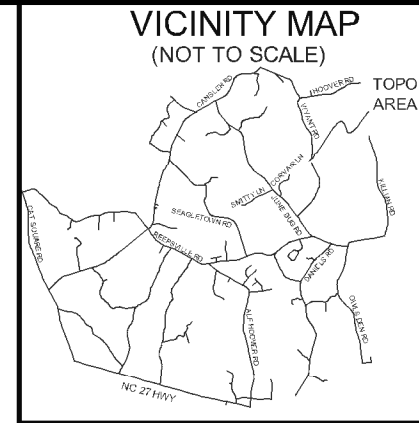 VICINITY MAP
(NOT TO SCALE)
CANSLER RD
HOOVER RD
TOPO
AREA
WYANT RD
CORVAIR LN
KILLIAN RD
SMITTY LN
JUNE BUG RD
SEAGLETOWN RD
CAT SQUARE RD
REEPSVILLE RD
DANIELS RD
OWLS DEN RD
ALF HOOVER RD
NC 27 HWY